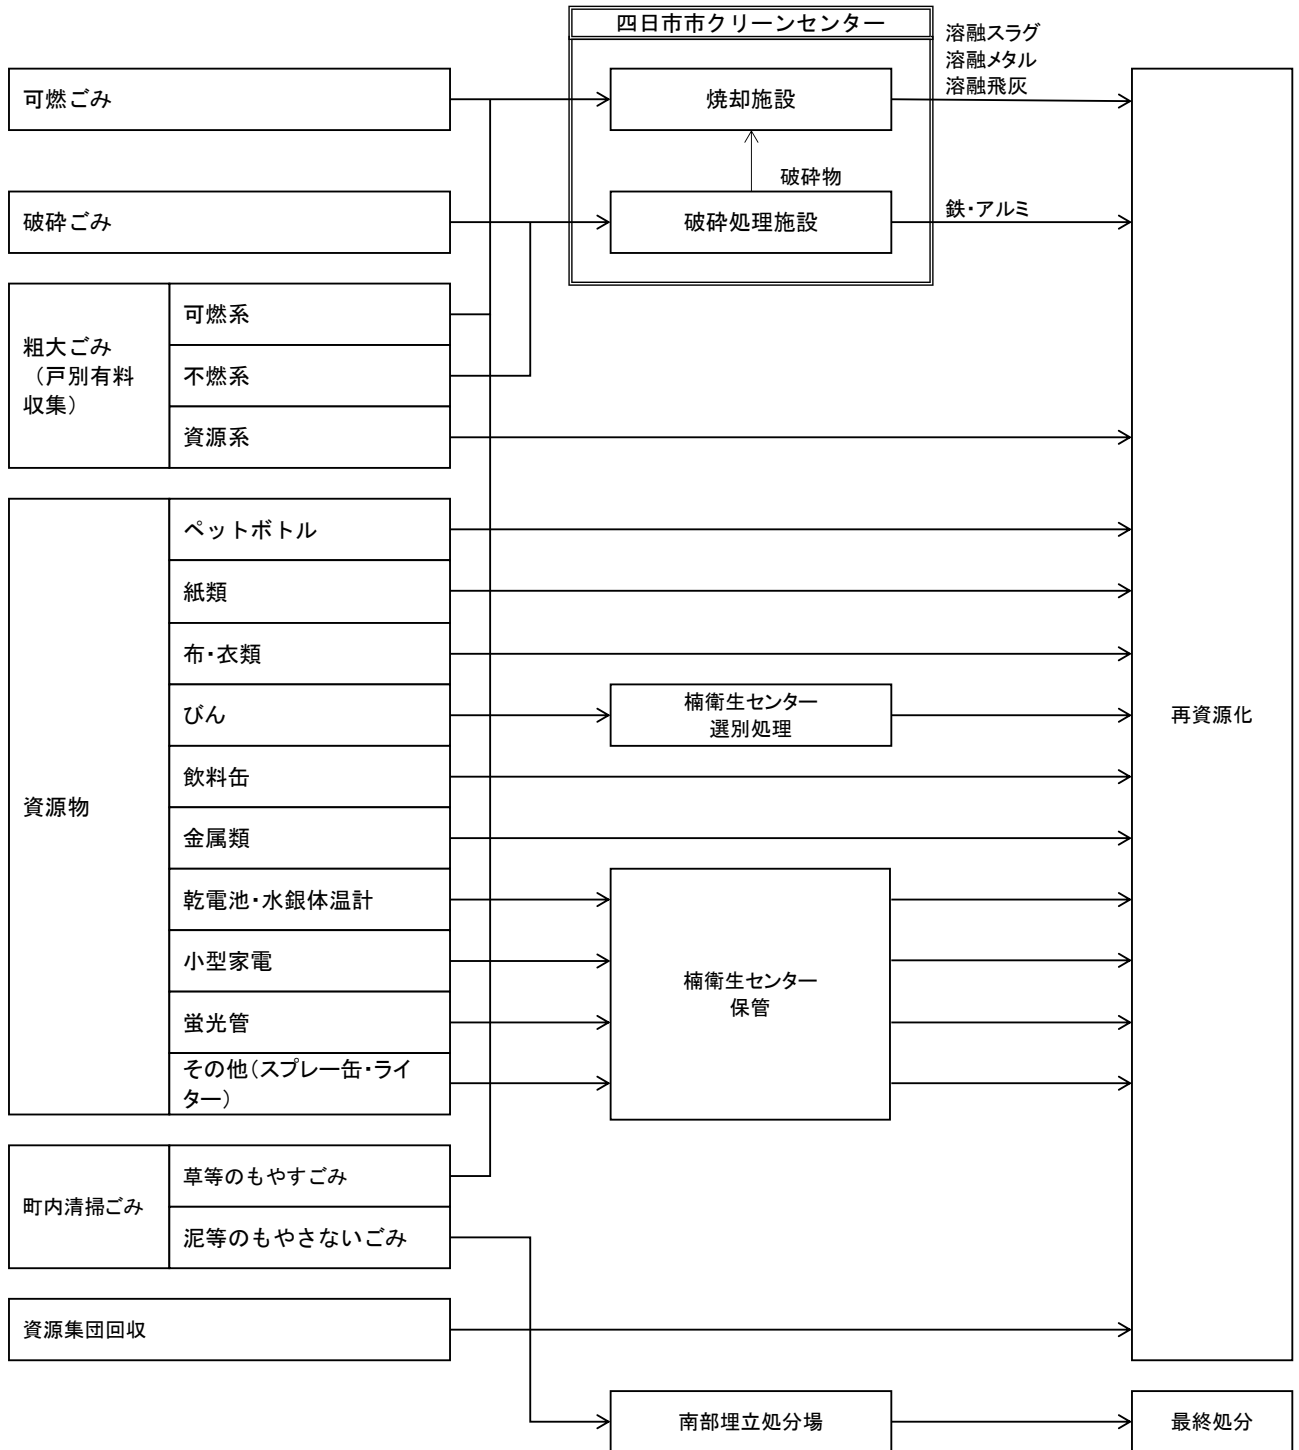 四日市市クリーンセンター
溶融スラグ
溶融メタル
溶融飛灰
可燃ごみ
焼却施設
破砕物
破砕ごみ
破砕処理施設
鉄・アルミ
粗大ごみ
（戸別有料
収集）
可燃系
不燃系
資源系
資源物
ペットボトル
紙類
布・衣類
びん
楠衛生センター
選別処理
再資源化
飲料缶
金属類
乾電池・水銀体温計
小型家電
楠衛生センター
保管
蛍光管
その他（スプレー缶・ライ
ター）
町内清掃ごみ
草等のもやすごみ
泥等のもやさないごみ
資源集団回収
南部埋立処分場
最終処分